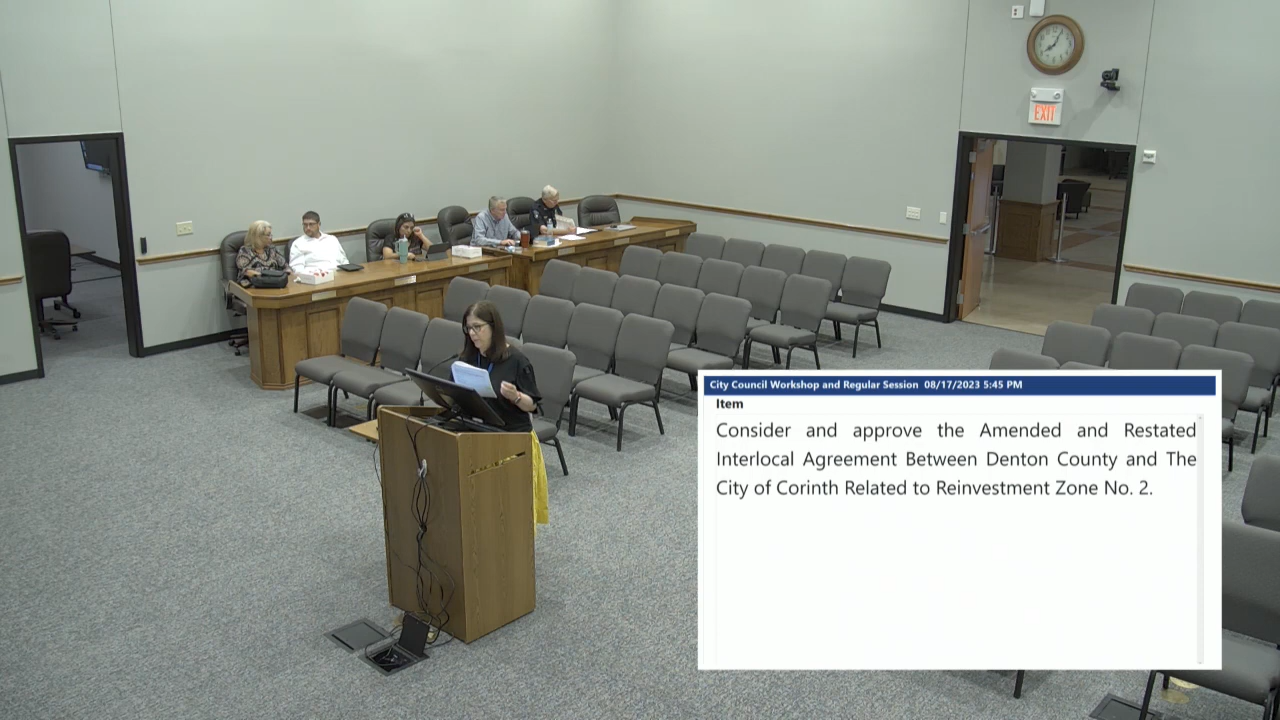 EXIT
City Council Workshop and Regular Session 08/17/2023 5:45 PM
Item
Consider and approve the Amended and Restated
Interlocal Agreement Between Denton County and The
City of Corinth Related to Reinvestment Zone No. 2.